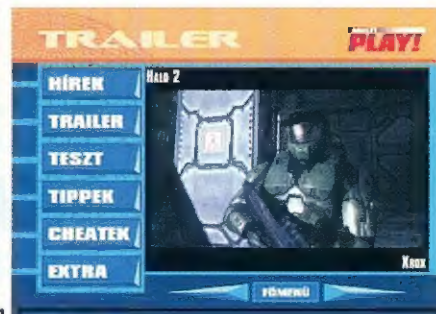 TRAILER
PLAY!
HÍREK
HALO 2
TRAILER
TESZT
TIPPEK
CHEATEK
EXTRA
XBOX
FŐMENÜ